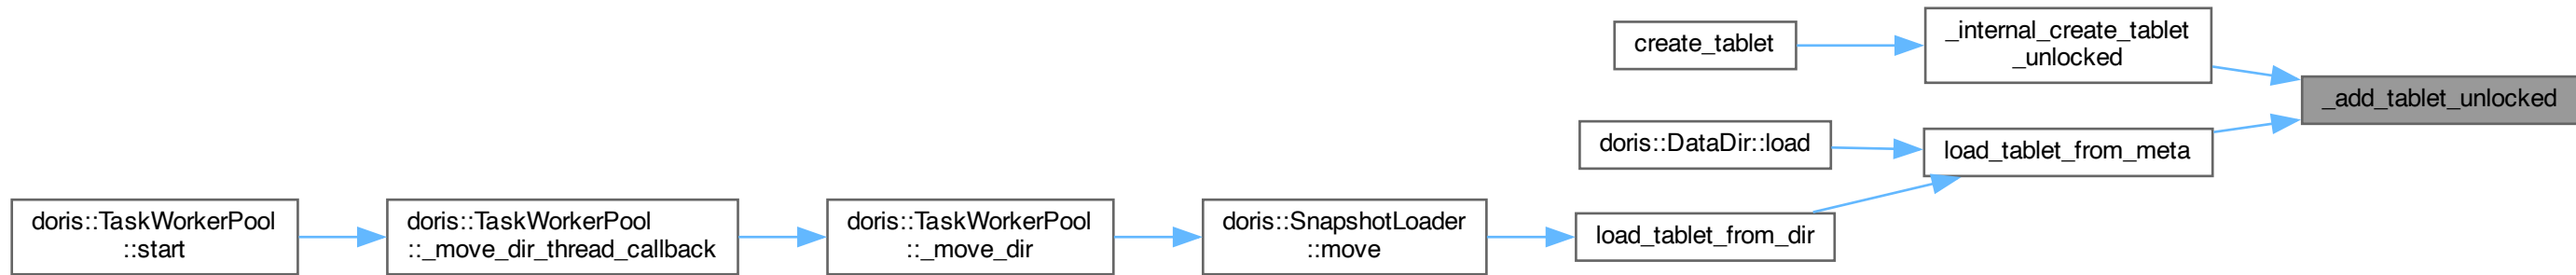 create_tablet
_internal_create_tablet
_unlocked
_add_tablet_unlocked
doris::DataDir::load
load_tablet_from_meta
doris::TaskWorkerPool
::start
doris::TaskWorkerPool
::_move_dir_thread_callback
doris::TaskWorkerPool
::_move_dir
doris::SnapshotLoader
::move
load_tablet_from_dir